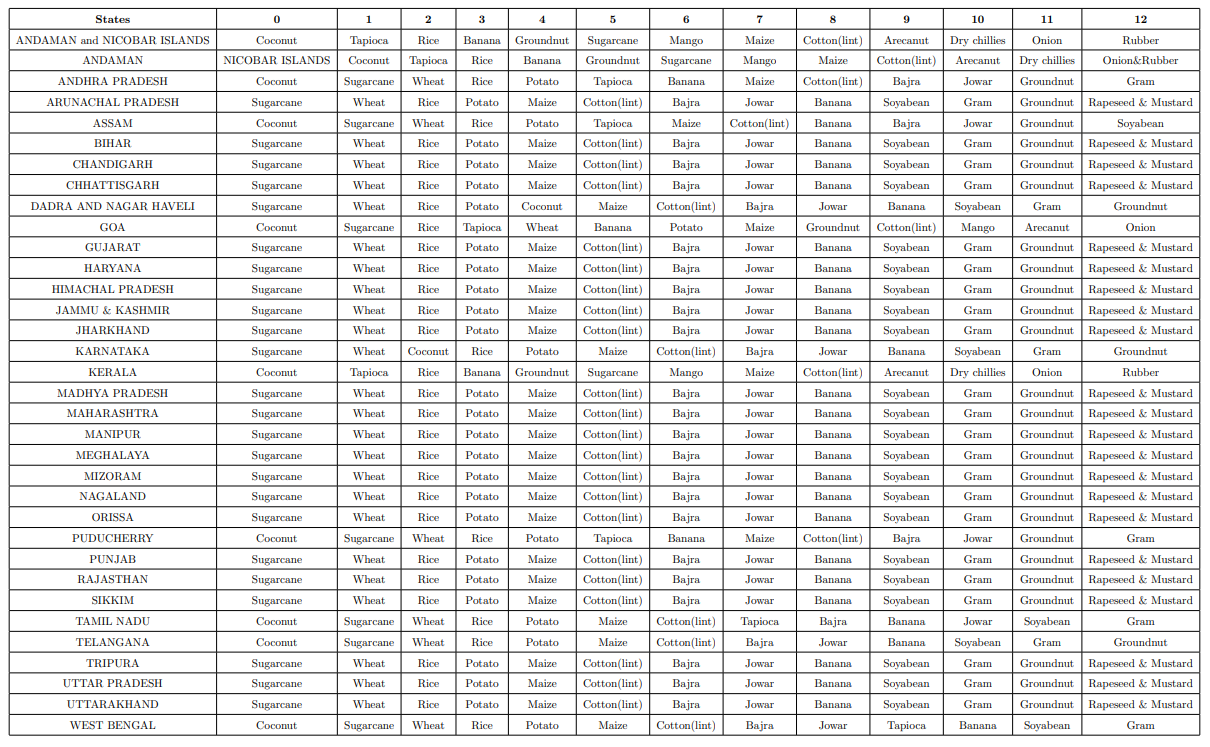 States 0 1 2 3 4 5 6 7 8 9 10 11 12
ANDAMAN and NICOBAR ISLANDS Coconut Tapioca Rice Banana Groundnut Sugarcane Mango Maize Cotton(lint) Arecanut Dry chillies Onion Rubber
ANDAMAN NICOBAR ISLANDS Coconut Tapioca Rice Banana Groundnut Sugarcane Mango Maize Cotton(lint) Arecanut Dry chillies Onion&Rubber
ANDHRA PRADESH Coconut Sugarcane Wheat Rice Potato Tapioca Banana Maize Cotton(lint) Bajra Jowar Groundnut Gram
ARUNACHAL PRADESH Sugarcane Wheat Rice Potato Maize Cotton(lint) Bajra Jowar Banana Soyabean Gram Groundnut Rapeseed & Mustard
ASSAM Coconut Sugarcane Wheat Rice Potato Tapioca Maize Cotton(lint) Banana Bajra Jowar Groundnut Soyabean
BIHAR Sugarcane Wheat Rice Potato Maize Cotton(lint) Bajra Jowar Banana Soyabean Gram Groundnut Rapeseed & Mustard
CHANDIGARH Sugarcane Wheat Rice Potato Maize Cotton(lint) Bajra Jowar Banana Soyabean Gram Groundnut Rapeseed & Mustard
CHHATTISGARH Sugarcane Wheat Rice Potato Maize Cotton(lint) Bajra Jowar Banana Soyabean Gram Groundnut Rapeseed & Mustard
DADRA AND NAGAR HAVELI Sugarcane Wheat Rice Potato Coconut Maize Cotton(lint) Bajra Jowar Banana Soyabean Gram Groundnut
GOA Coconut Sugarcane Rice Tapioca Wheat Banana Potato Maize Groundnut Cotton(lint) Mango Arecanut Onion
GUJARAT Sugarcane Wheat Rice Potato Maize Cotton(lint) Bajra Jowar Banana Soyabean Gram Groundnut Rapeseed & Mustard
HARYANA Sugarcane Wheat Rice Potato Maize Cotton(lint) Bajra Jowar Banana Soyabean Gram Groundnut Rapeseed & Mustard
HIMACHAL PRADESH Sugarcane Wheat Rice Potato Maize Cotton(lint) Bajra Jowar Banana Soyabean Gram Groundnut Rapeseed & Mustard
JAMMU & KASHMIR Sugarcane Wheat Rice Potato Maize Cotton(lint) Bajra Jowar Banana Soyabean Gram Groundnut Rapeseed & Mustard
JHARKHAND Sugarcane Wheat Rice Potato Maize Cotton(lint) Bajra Jowar Banana Soyabean Gram Groundnut Rapeseed & Mustard
KARNATAKA Sugarcane Wheat Coconut Rice Potato Maize Cotton(lint) Bajra Jowar Banana Soyabean Gram Groundnut
KERALA Coconut Tapioca Rice Banana Groundnut Sugarcane Mango Maize Cotton(lint) Arecanut Dry chillies Onion Rubber
MADHYA PRADESH Sugarcane Wheat Rice Potato Maize Cotton(lint) Bajra Jowar Banana Soyabean Gram Groundnut Rapeseed & Mustard
MAHARASHTRA Sugarcane Wheat Rice Potato Maize Cotton(lint) Bajra Jowar Banana Soyabean Gram Groundnut Rapeseed & Mustard
MANIPUR Sugarcane Wheat Rice Potato Maize Cotton(lint) Bajra Jowar Banana Soyabean Gram Groundnut Rapeseed & Mustard
MEGHALAYA Sugarcane Wheat Rice Potato Maize Cotton(lint) Bajra Jowar Banana Soyabean Gram Groundnut Rapeseed & Mustard
MIZORAM Sugarcane Wheat Rice Potato Maize Cotton(lint) Bajra Jowar Banana Soyabean Gram Groundnut Rapeseed & Mustard
NAGALAND Sugarcane Wheat Rice Potato Maize Cotton(lint) Bajra Jowar Banana Soyabean Gram Groundnut Rapeseed & Mustard
ORISSA Sugarcane Wheat Rice Potato Maize Cotton(lint) Bajra Jowar Banana Soyabean Gram Groundnut Rapeseed & Mustard
PUDUCHERRY Coconut Sugarcane Wheat Rice Potato Tapioca Banana Maize Cotton(lint) Bajra Jowar Groundnut Gram
PUNJAB Sugarcane Wheat Rice Potato Maize Cotton(lint) Bajra Jowar Banana Soyabean Gram Groundnut Rapeseed & Mustard
RAJASTHAN Sugarcane Wheat Rice Potato Maize Cotton(lint) Bajra Jowar Banana Soyabean Gram Groundnut Rapeseed & Mustard
SIKKIM Sugarcane Wheat Rice Potato Maize Cotton(lint) Bajra Jowar Banana Soyabean Gram Groundnut Rapeseed & Mustard
TAMIL NADU Coconut Sugarcane Wheat Rice Potato Maize Cotton(lint) Tapioca Bajra Banana Jowar Soyabean Gram
TELANGANA Coconut Sugarcane Wheat Rice Potato Maize Cotton(lint) Bajra Jowar Banana Soyabean Gram Groundnut
TRIPURA Sugarcane Wheat Rice Potato Maize Cotton(lint) Bajra Jowar Banana Soyabean Gram Groundnut Rapeseed & Mustard
UTTAR PRADESH Sugarcane Wheat Rice Potato Maize Cotton(lint) Bajra Jowar Banana Soyabean Gram Groundnut Rapeseed & Mustard
UTTARAKHAND Sugarcane Wheat Rice Potato Maize Cotton(lint) Bajra Jowar Banana Soyabean Gram Groundnut Rapeseed & Mustard
WEST BENGAL Coconut Sugarcane Wheat Rice Potato Maize Cotton(lint) Bajra Jowar Tapioca Banana Soyabean Gram